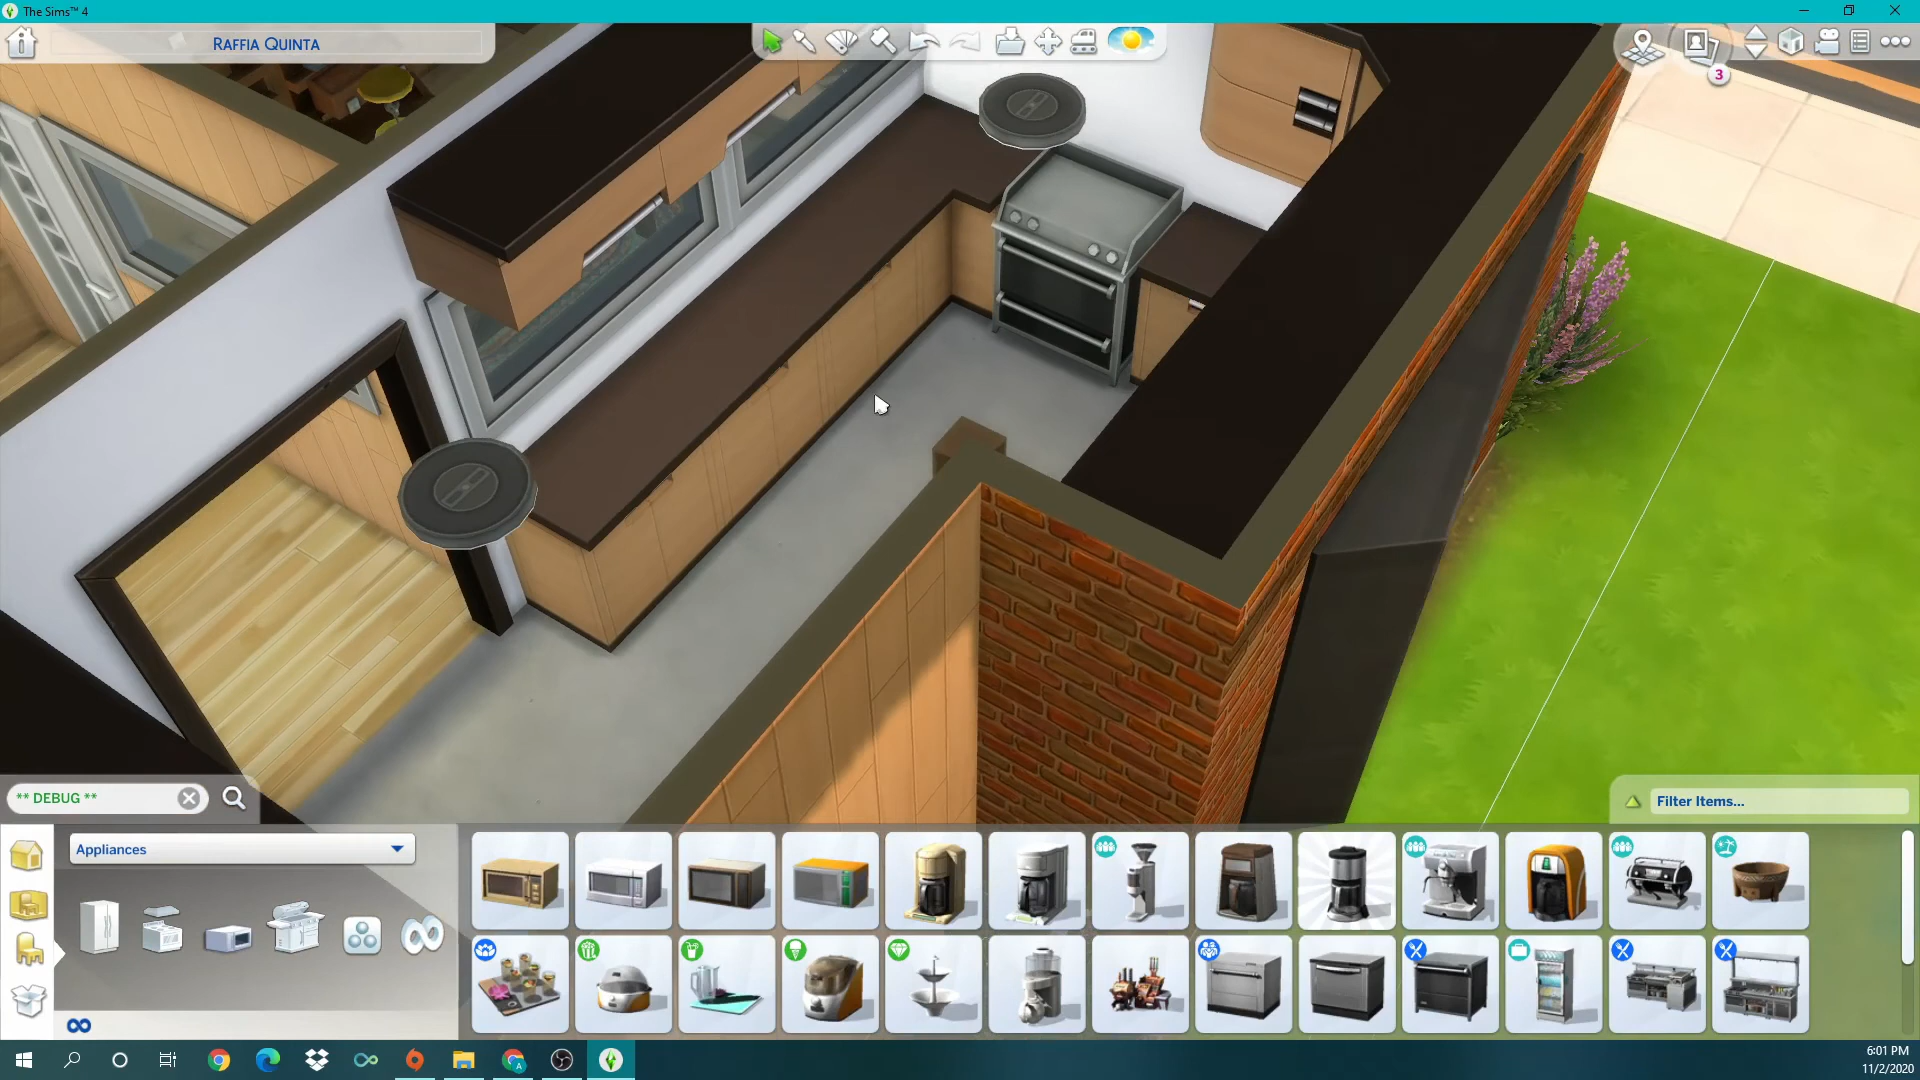 The Sims™ 4
RAFFIA QUINTA
3
** DEBUG **
Filter Items...
Appliances
6:01 PM
11/2/2020